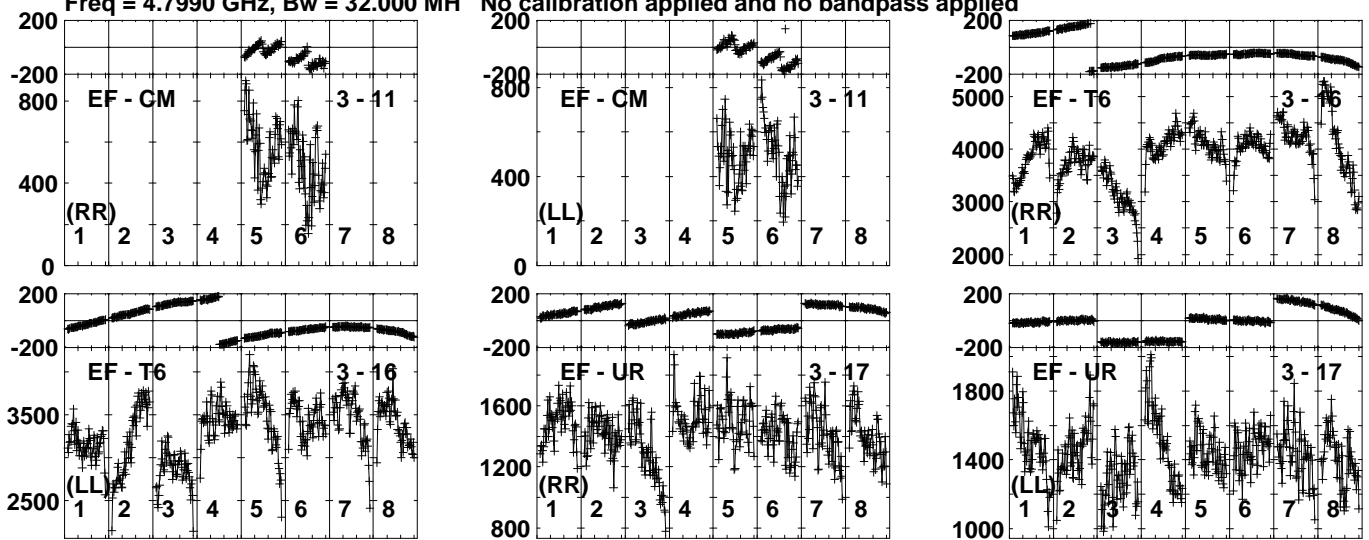 Freq = 4.7990 GHz, Bw = 32.000 MH No calibration applied and no bandpass applied
200
-200
800
400
0
EF - CM 3 - 11
(RR)
1 2 3 4 5 6 7 8
200
-200
800
400
0
EF - CM 3 - 11
(LL)
1 2 3 4 5 6 7 8
200
-200
5000
4000
3000
2000
EF - T6 3 - 16
(RR)
1 2 3 4 5 6 7 8
200
-200
3500
2500
EF - T6 3 - 16
(LL)
1 2 3 4 5 6 7 8
200
-200
1600
1200
800
EF - UR 3 - 17
(RR)
1 2 3 4 5 6 7 8
200
-200
1800
1400
1000
EF - UR 3 - 17
(LL)
1 2 3 4 5 6 7 8